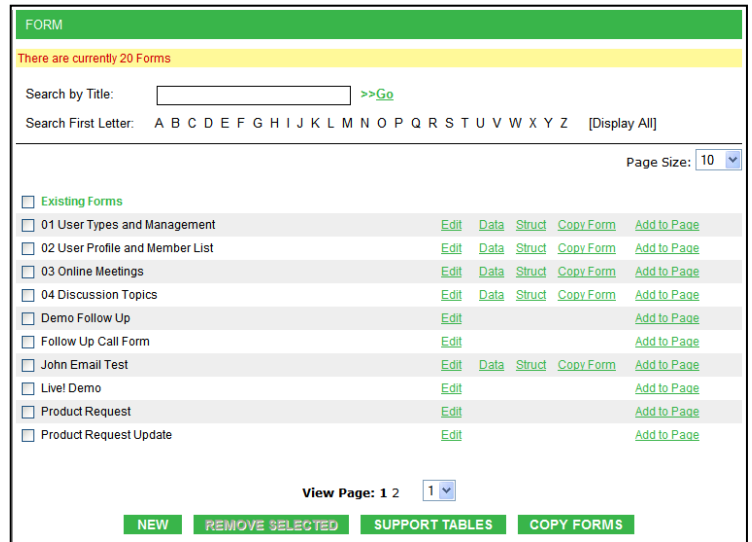 FORM
There are currently 20 Forms
Search by Title: >>Go
Search First Letter: A B C D E F G H I J K L M N O P Q R S T U V W X Y Z [Display All]
Page Size: 10
Existing Forms
01 User Types and Management Edit Data Struct Copy Form Add to Page
02 User Profile and Member List Edit Data Struct Copy Form Add to Page
03 Online Meetings Edit Data Struct Copy Form Add to Page
04 Discussion Topics Edit Data Struct Copy Form Add to Page
Demo Follow Up Edit Add to Page
Follow Up Call Form Edit Add to Page
John Email Test Edit Data Struct Copy Form Add to Page
Live! Demo Edit Add to Page
Product Request Edit Add to Page
Product Request Update Edit Add to Page
View Page: 1 2 1
NEW REMOVE SELECTED SUPPORT TABLES COPY FORMS